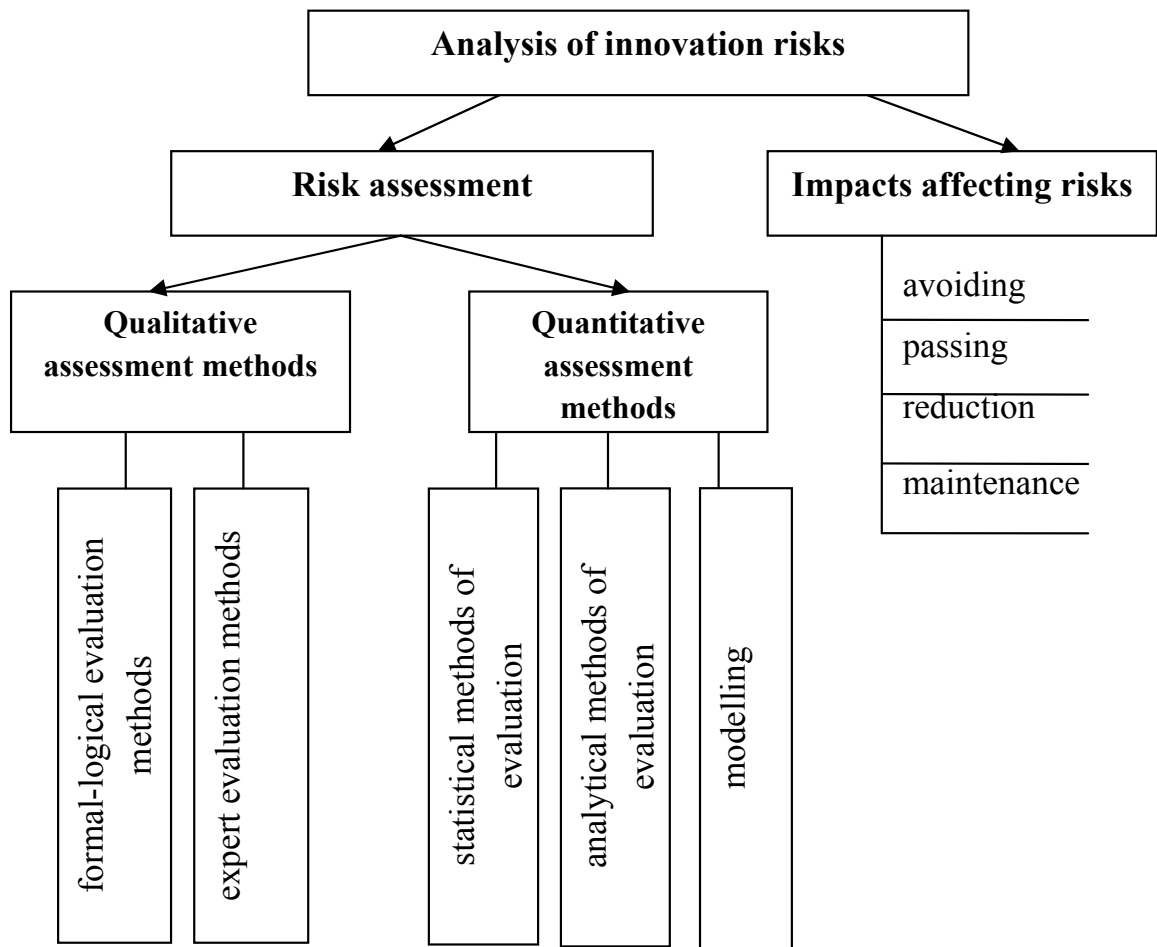 Analysis of innovation risks
Risk assessment
Impacts affecting risks
Qualitative
assessment methods
Quantitative
assessment
methods
avoiding
passing
reduction
maintenance
formal-logical evaluation
methods
expert evaluation methods
statistical methods of
evaluation
analytical methods of
evaluation
modelling